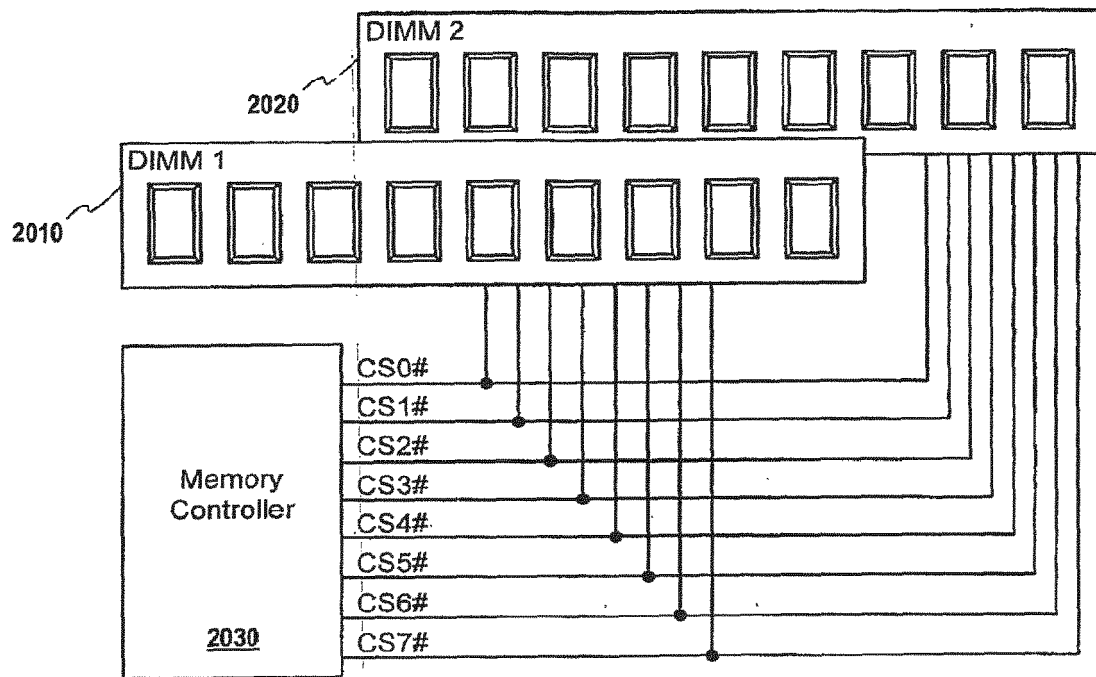 DIMM 2
2020
DIMM 1
2010
CS0#
CS1#
CS2#
CS3#
CS4#
CS5#
CS6#
CS7#
Memory
Controller
2030